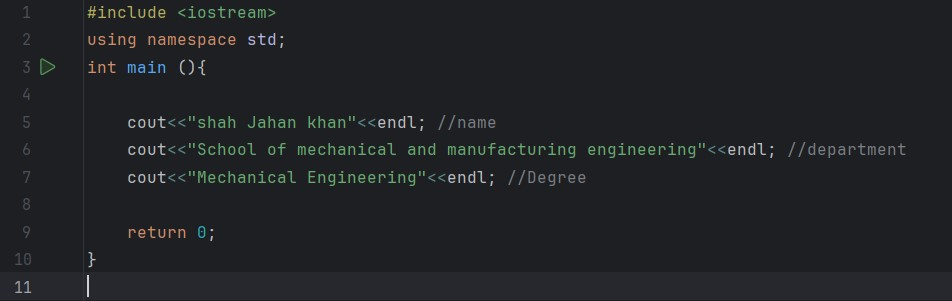 1 #include <iostream>
2 using namespace std;
3 int main (){
4
5 cout<<"shah Jahan khan"<<endl; //name
6 cout<<"School of mechanical and manufacturing engineering"<<endl; //department
7 cout<<"Mechanical Engineering"<<endl; //Degree
8
9 return 0;
10 }
11